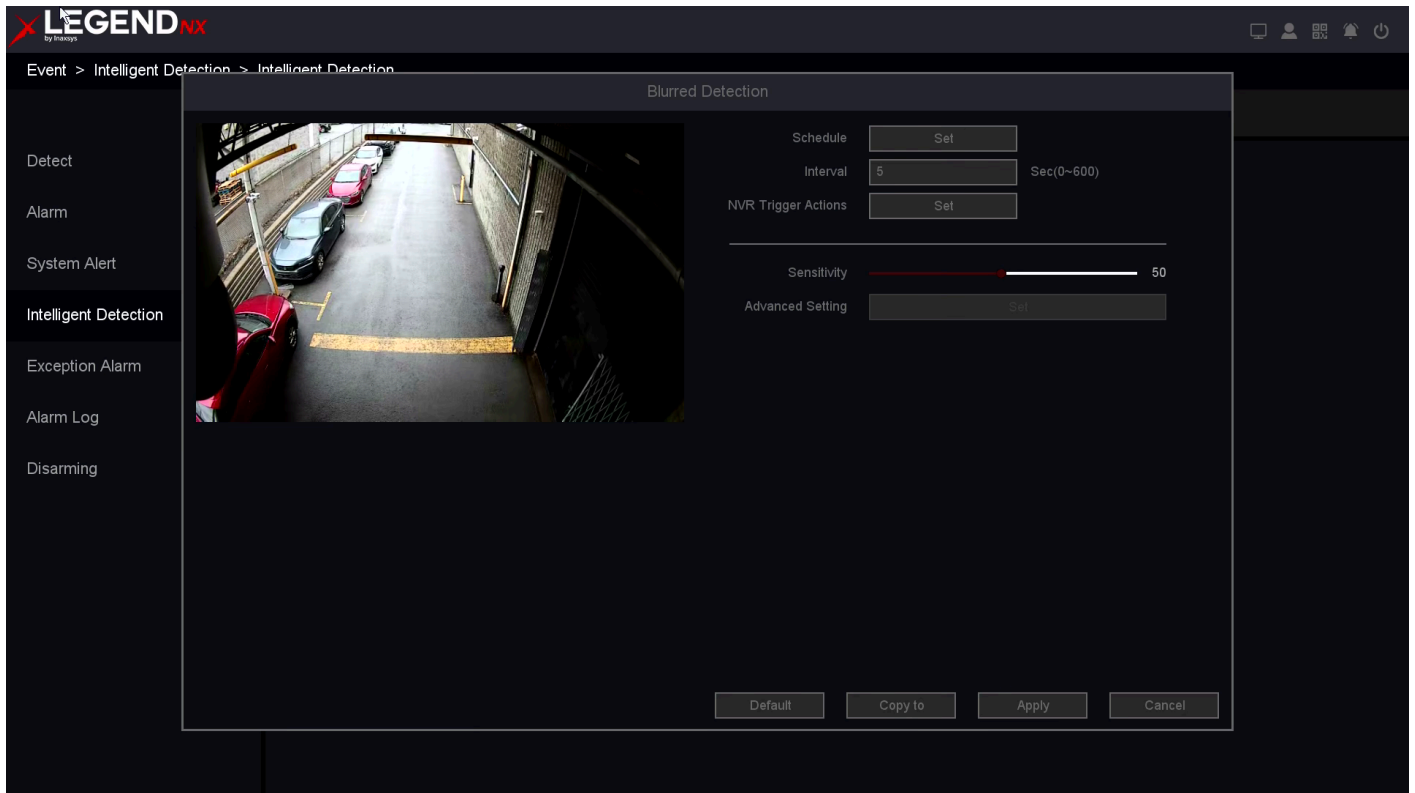 LEGEND NX
by Inaxsys
Event > Intelligent Detection > Intelligent Detection
Blurred Detection
Detect
Alarm
System Alert
Intelligent Detection
Exception Alarm
Alarm Log
Disarming
Schedule Set
Interval 5 Sec(0~600)
NVR Trigger Actions Set
Sensitivity 50
Advanced Setting Set
Default Copy to Apply Cancel